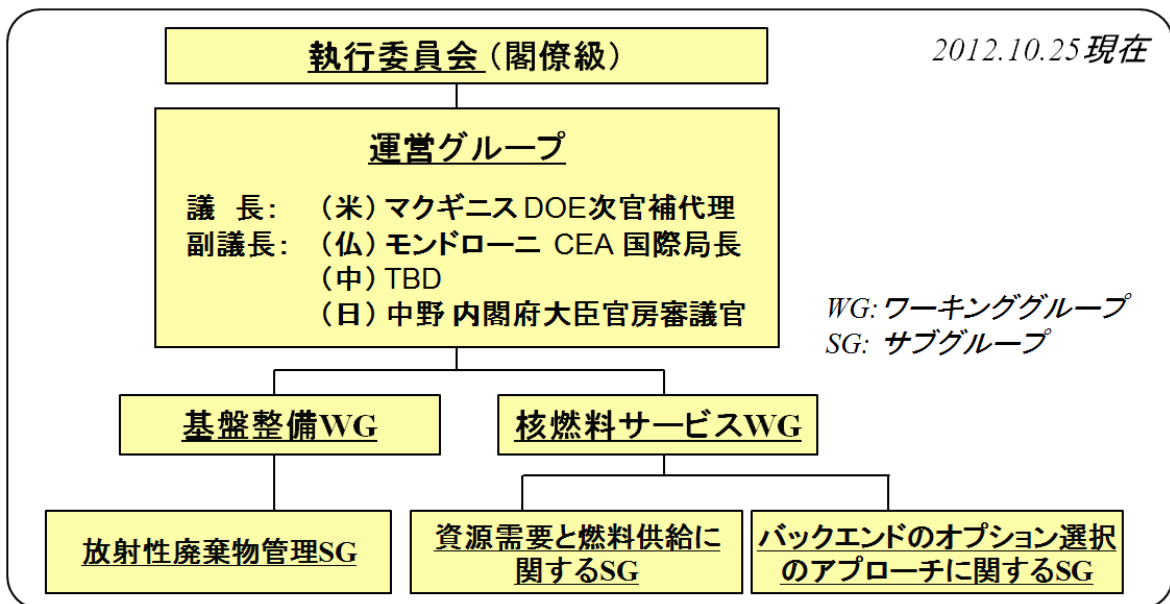 執行委員会(閣僚級)
2012.10.25現在
運営グループ
議 長: (米)マクギニス DOE次官補代理
副議長: (仏)モンドローニ CEA 国際局長
(中)TBD
(日)中野 内閣府大臣官房審議官
WG:ワーキンググループ
SG: サブグループ
基盤整備WG
核燃料サービスWG
放射性廃棄物管理SG
資源需要と燃料供給に
関するSG
バックエンドのオプション選択
のアプローチに関するSG